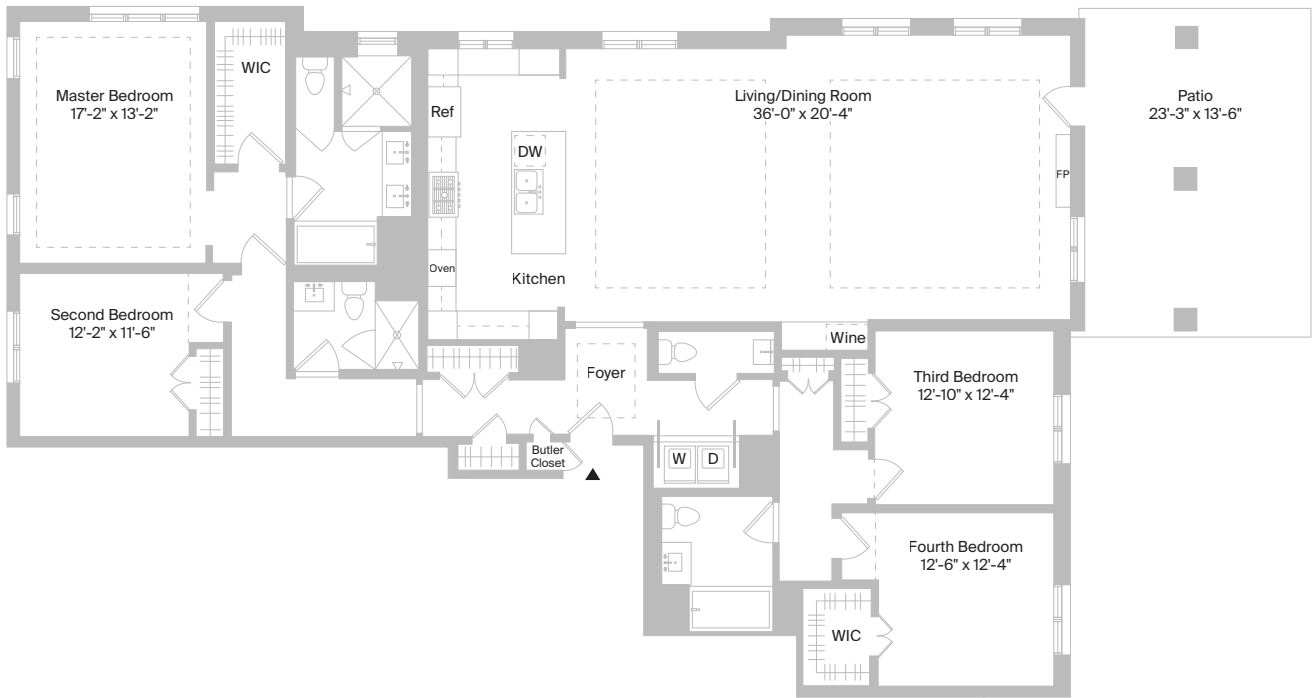 WIC
Master Bedroom
17'-2" x 13'-2"
Ref
DW
Living/Dining Room
36'-0" x 20'-4"
Patio
23'-3" x 13'-6"
FP
Oven
Kitchen
Second Bedroom
12'-2" x 11'-6"
Wine
Foyer
Third Bedroom
12'-10" x 12'-4"
Butler
Closet
W
D
Fourth Bedroom
12'-6" x 12'-4"
WIC